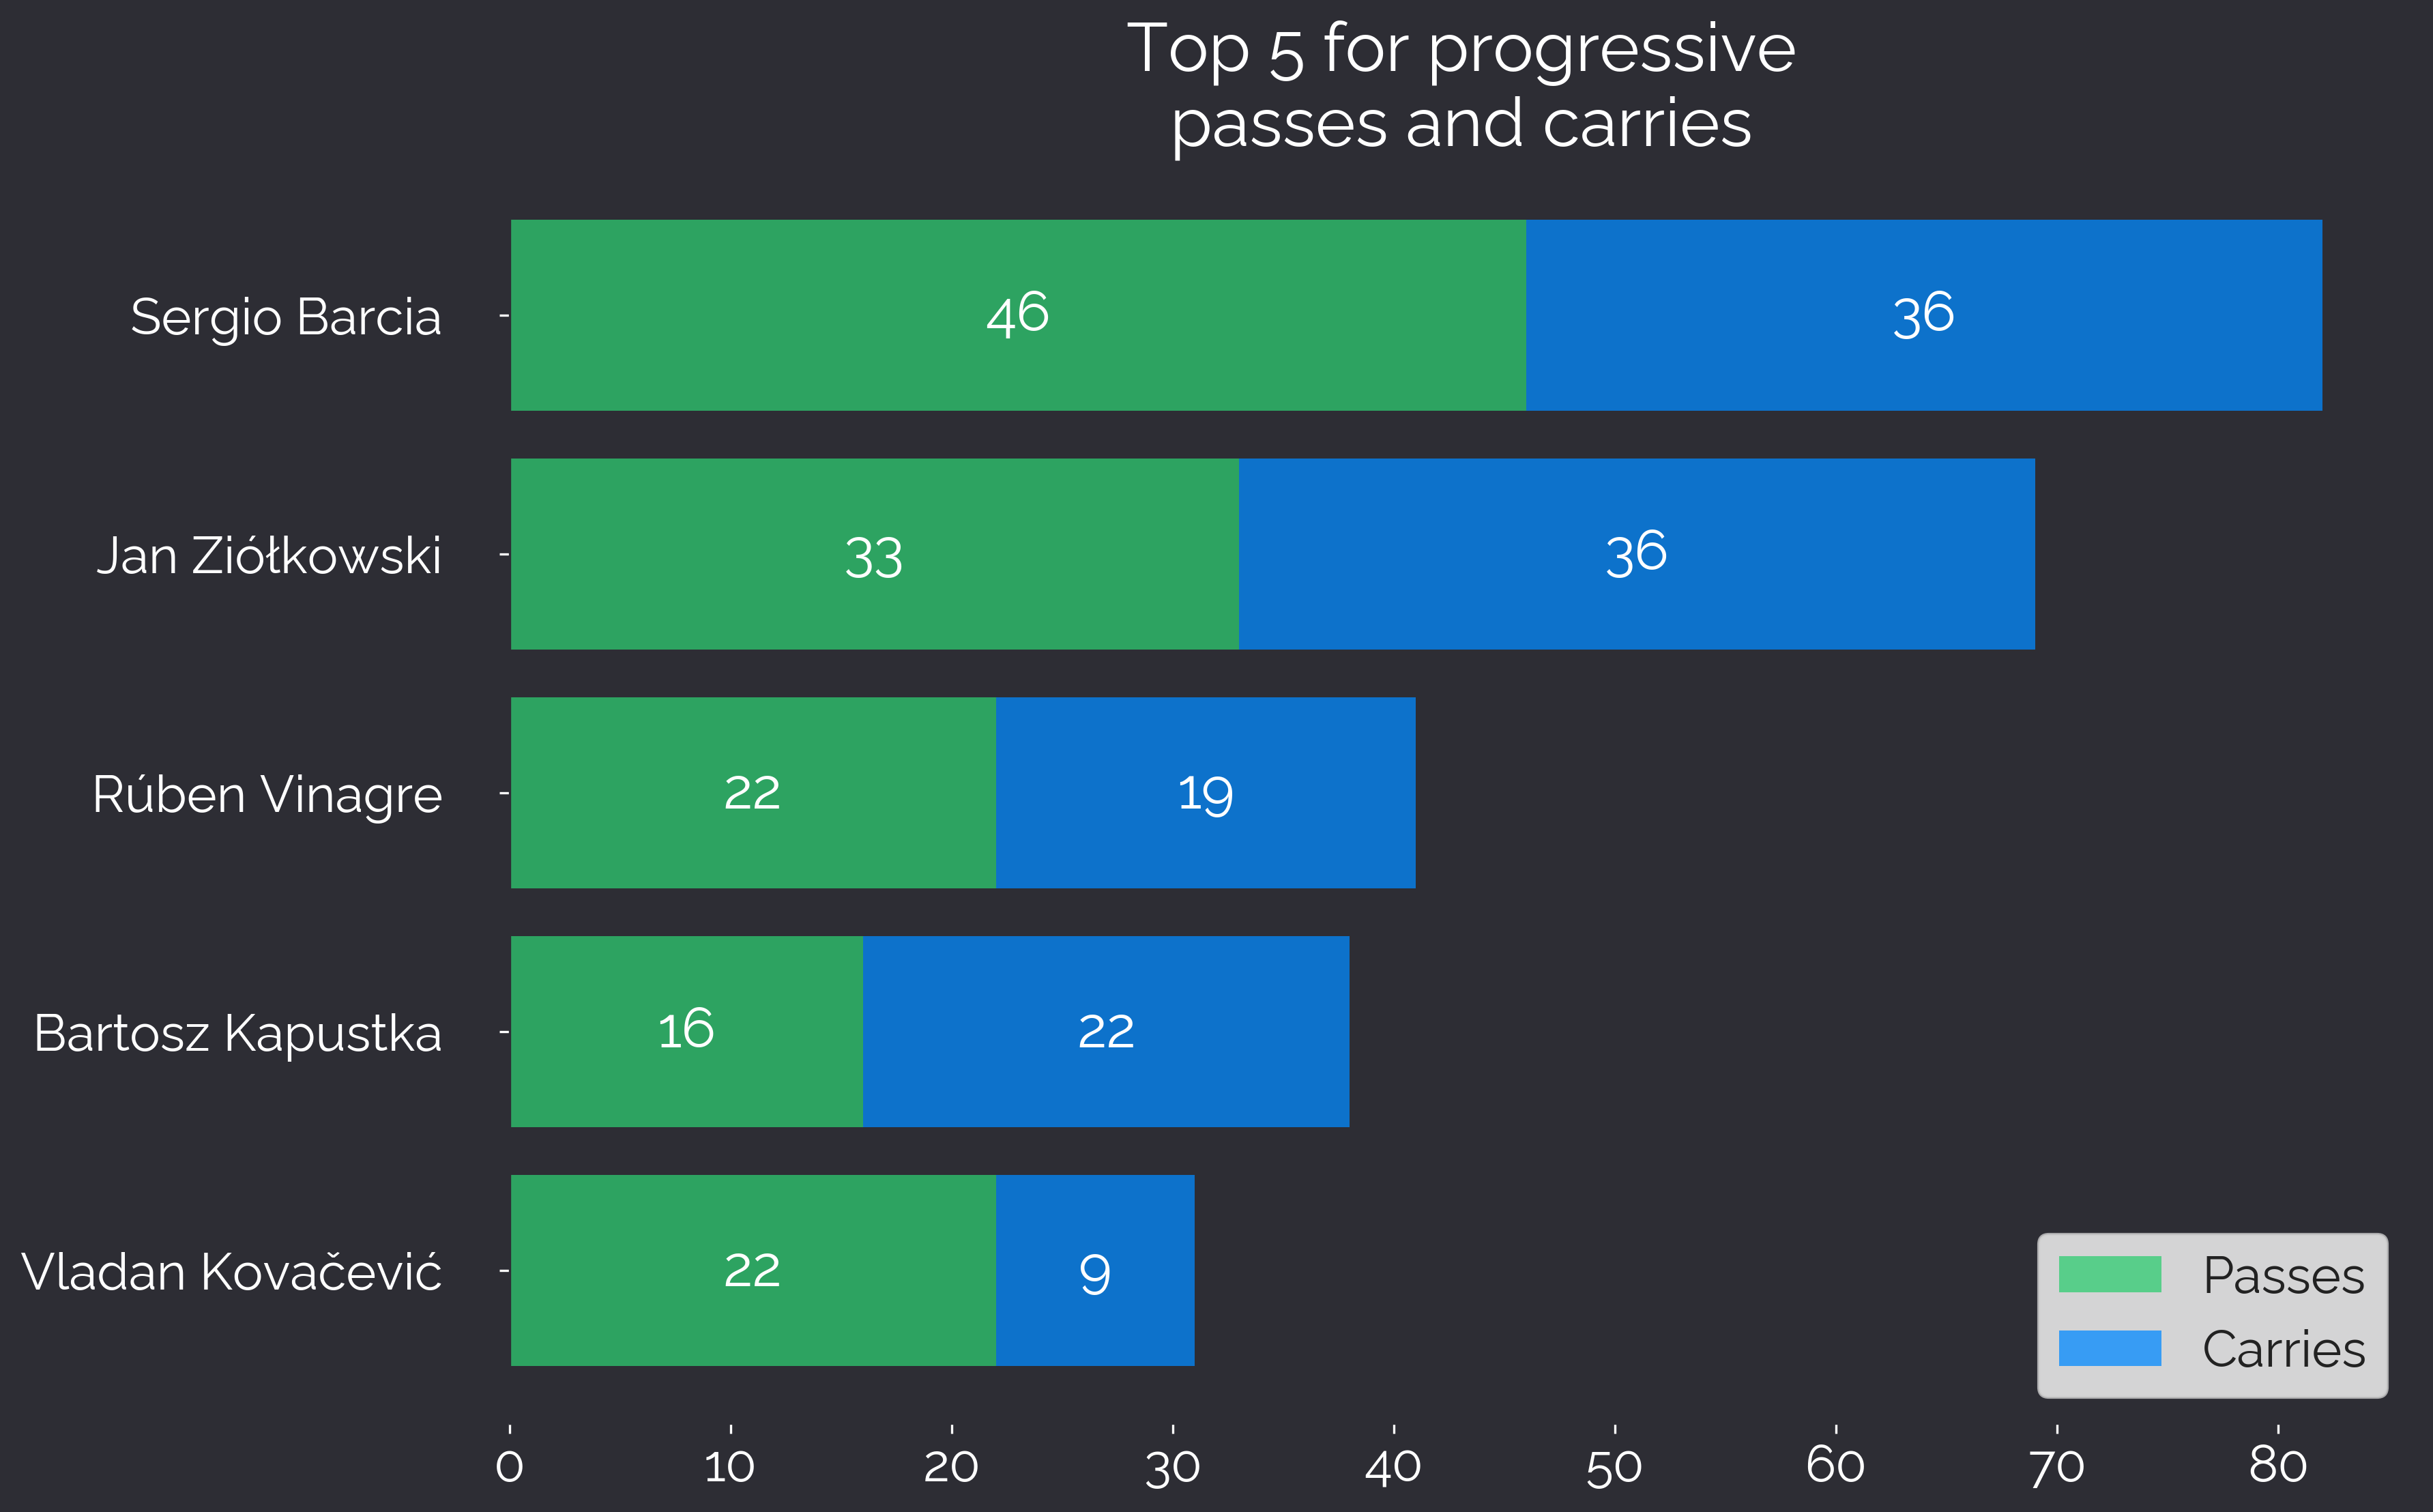 Top 5 for progressive
passes and carries
Sergio Barcia 46 36
Jan Ziółkowski 33 36
Rúben Vinagre 22 19
Bartosz Kapustka 16 22
Vladan Kovačević 22 9
Passes
Carries
0 10 20 30 40 50 60 70 80